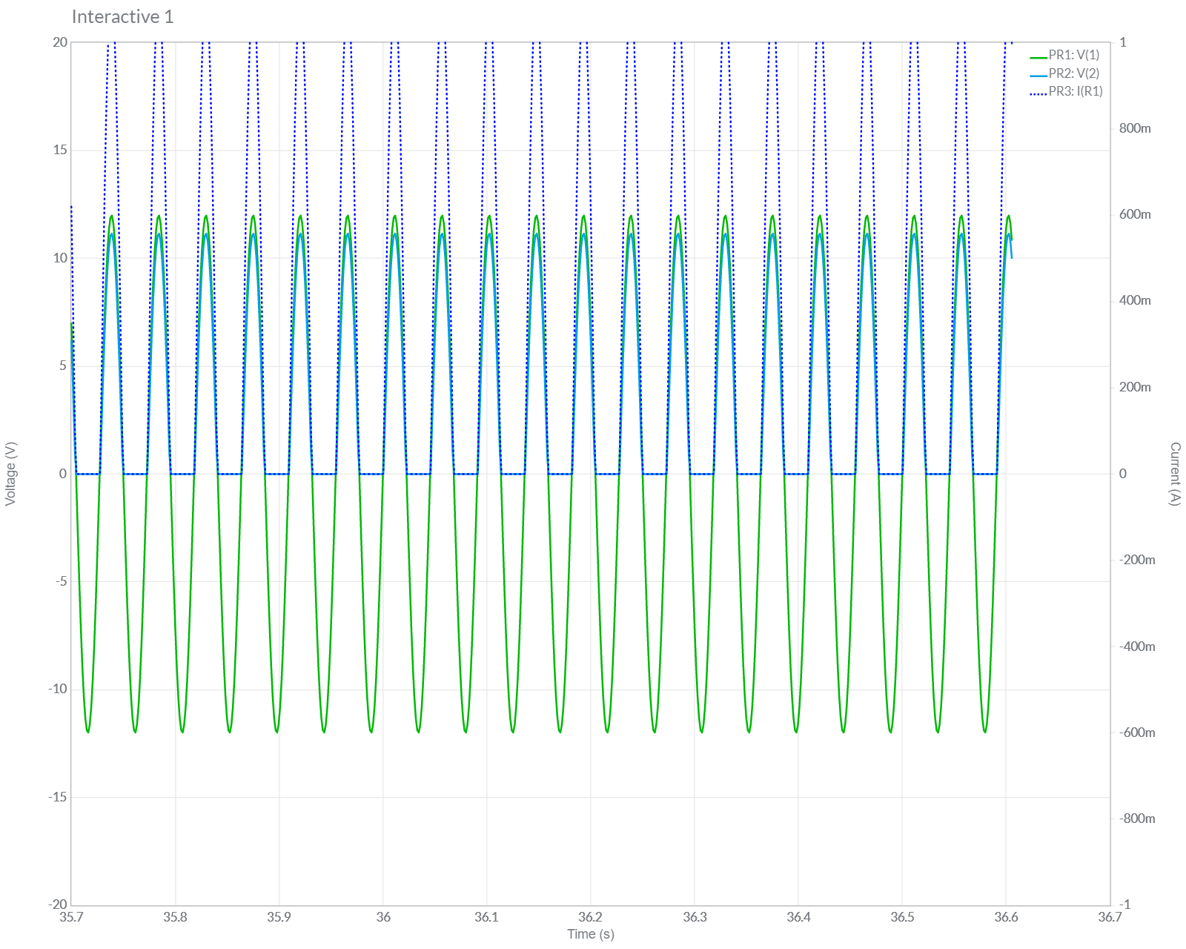 Interactive 1
20
15
10
5
0
-5
-10
-15
-20
Voltage (V)
1
800m
600m
400m
200m
0
-200m
-400m
-600m
-800m
-1
Current (A)
PR1: V(1)
PR2: V(2)
PR3: I(R1)
35.7 35.8 35.9 36 36.1 36.2 36.3 36.4 36.5 36.6 36.7
Time (s)